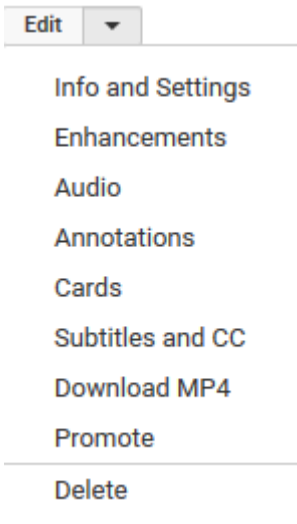 Edit
Info and Settings
Enhancements
Audio
Annotations
Cards
Subtitles and CC
Download MP4
Promote
Delete